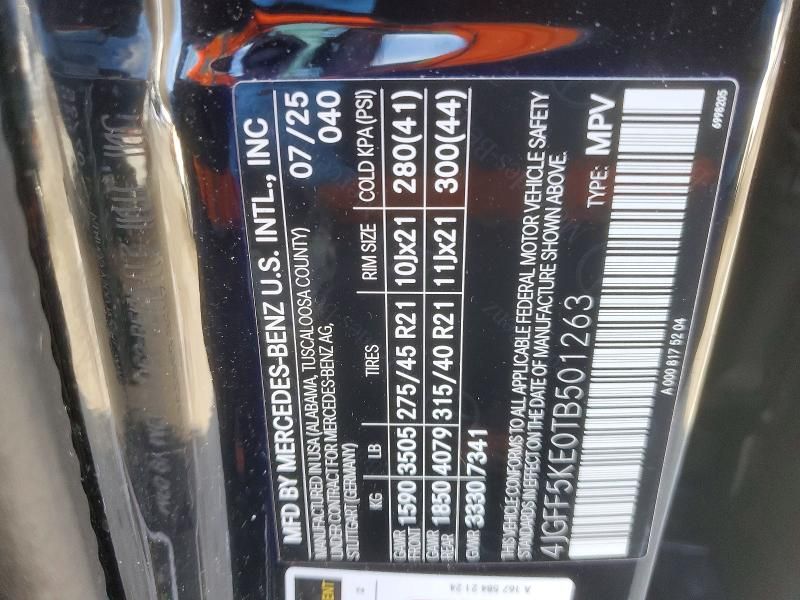 MFD BY MERCEDES-BENZ U.S. INTL., INC
MANUFACTURED IN USA (ALABAMA, TUSCALOOSA COUNTY) 07/25
UNDER CONTRACT FOR MERCEDES-BENZ AG, 040
STUTTGART (GERMANY)
KG LB TIRES RIM SIZE COLD KPA (PSI)
GAWR FRONT 1590 3505 275/45 R21 10Jx21 280(41)
GAWR REAR 1850 4079 315/40 R21 11Jx21 300(44)
GVWR 3330/7341
THIS VEHICLE CONFORMS TO ALL APPLICABLE FEDERAL MOTOR VEHICLE SAFETY
STANDARDS IN EFFECT ON THE DATE OF MANUFACTURE SHOWN ABOVE.
4JGFF5KE0TB501263 TYPE: MPV
A 000 817 52 04 6998205
A 167 584 21 24